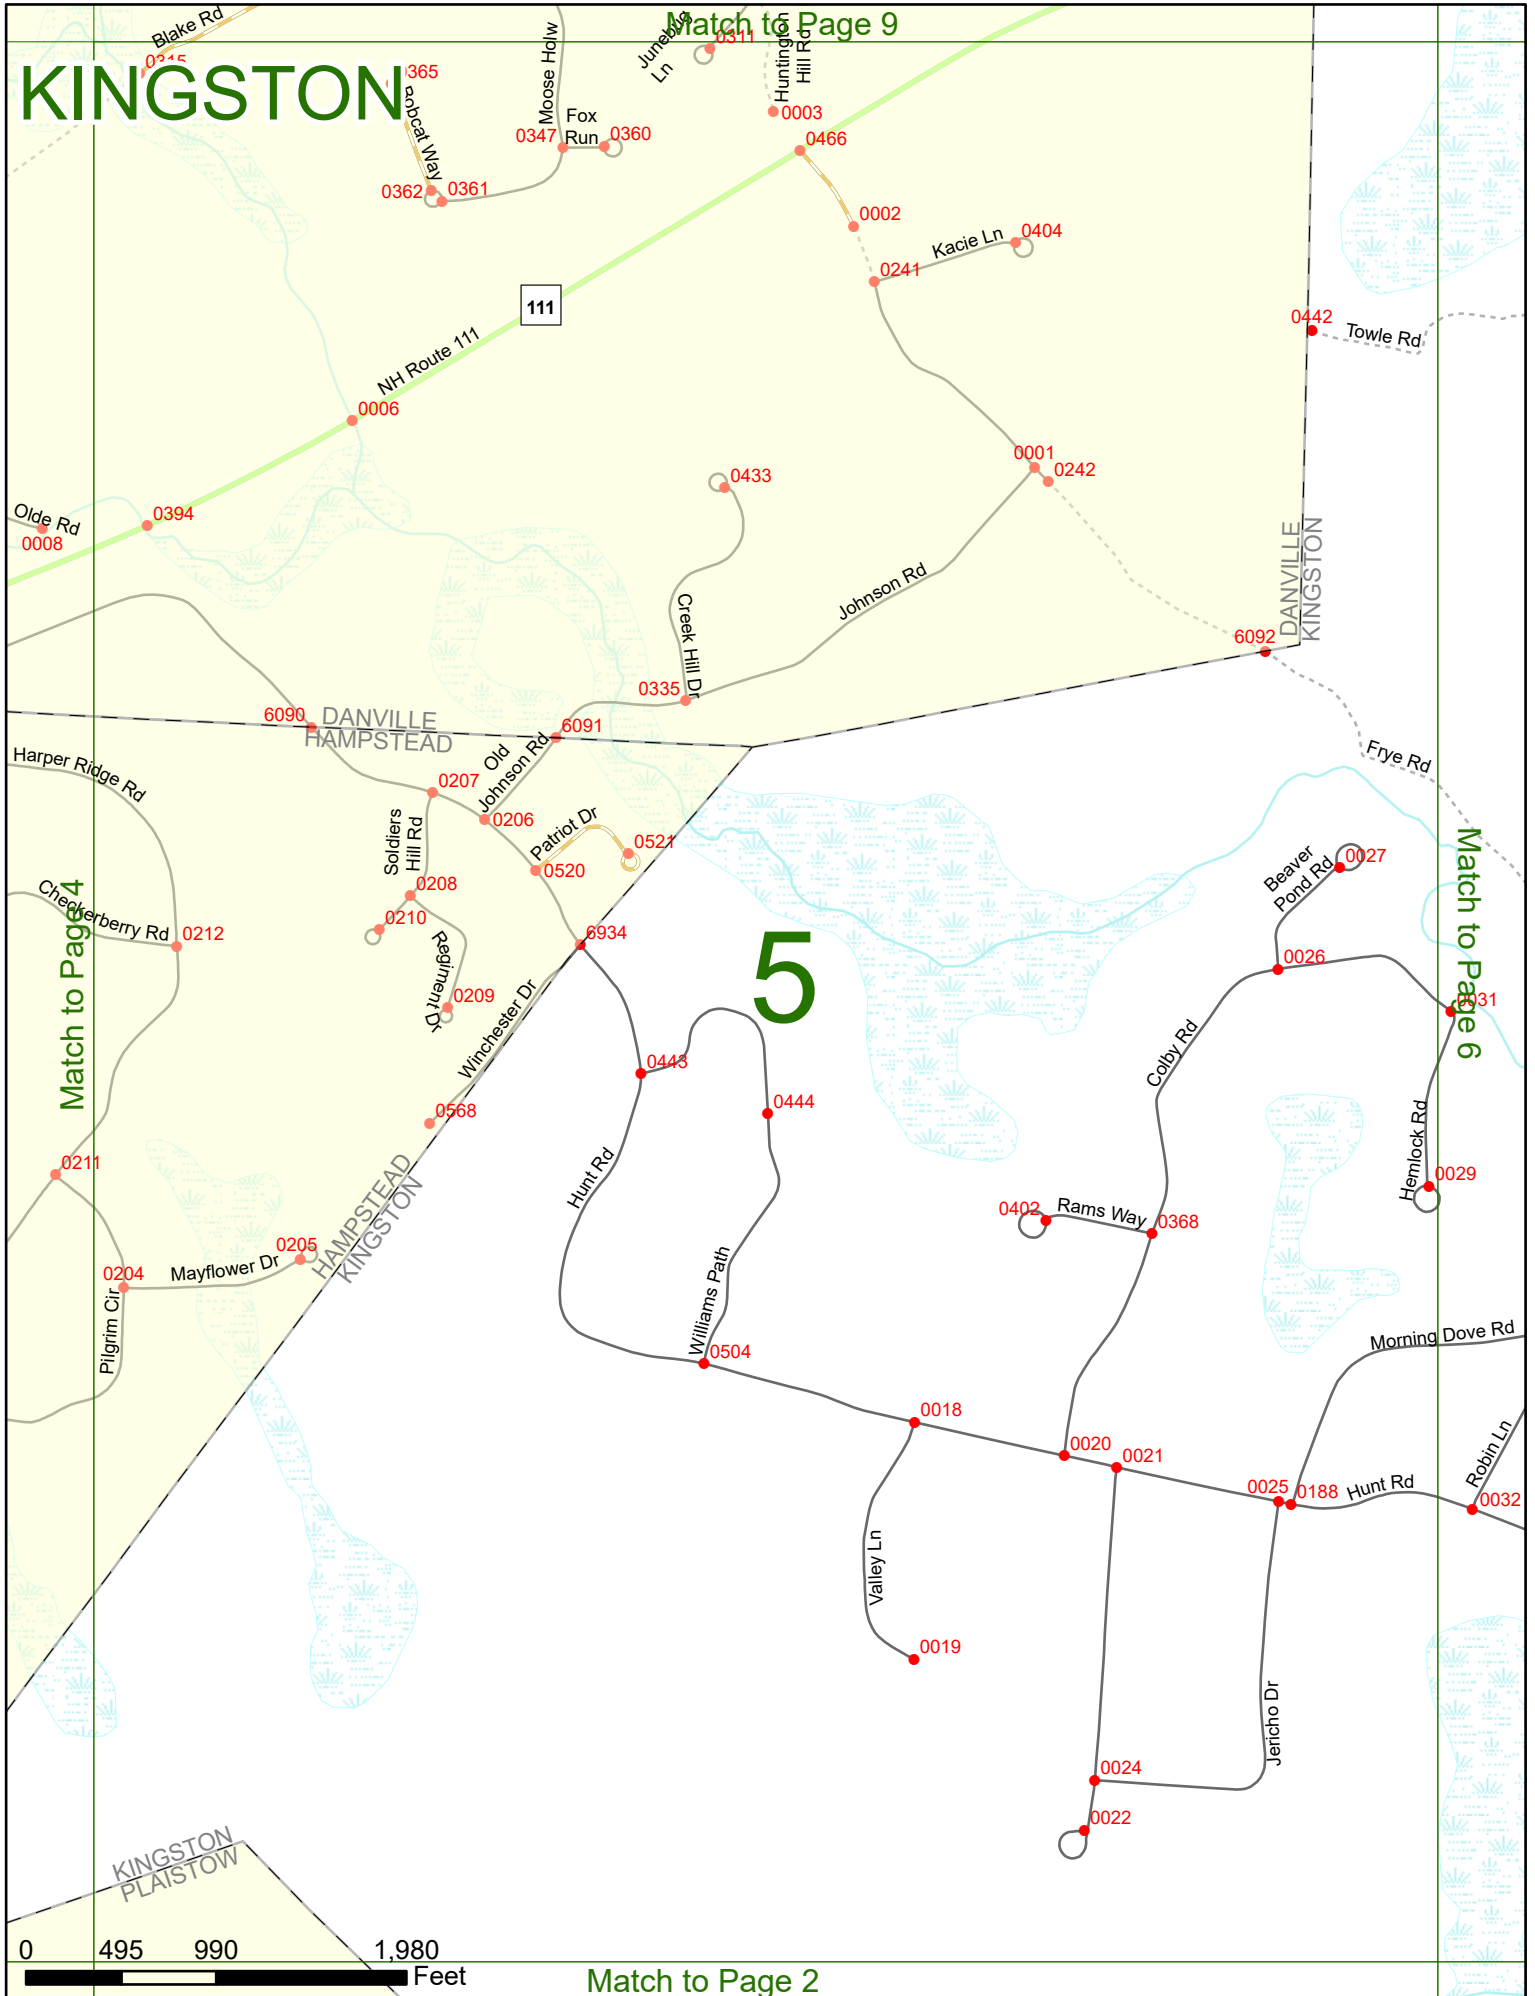 Match to Page 9
KINGSTON
Blake Rd
0315
0365
Bobcat Way
0362
0361
Moose Holw
0347
Fox
Run
0360
Junebug
Ln
0311
Huntington
Hill Rd
0003
0466
0002
Kacie Ln
0404
0241
111
NH Route 111
0442
Towle Rd
0006
0001
0242
0433
0394
Olde Rd
0008
DANVILLE
KINGSTON
Johnson Rd
Creek Hill Dr
0335
6092
6090
DANVILLE
HAMPSTEAD
6091
Old
Johnson Rd
Frye Rd
Harper Ridge Rd
0207
0206
Soldiers
Hill Rd
Patriot Dr
0521
0520
Beaver
Pond Rd
0027
Match to Page 4
Checkerberry Rd
0212
0208
0210
Regiment Dr
0209
6934
5
0026
Match to Page 6
0031
Winchester Dr
0443
0444
Colby Rd
0568
Hemlock Rd
0029
0211
Hunt Rd
0402
Rams Way
0368
HAMPSTEAD
KINGSTON
0205
Mayflower Dr
0204
Pilgrim Cir
Williams Path
0504
Morning Dove Rd
0018
0020
0021
0025
0188
Hunt Rd
Robin Ln
0032
Valley Ln
0019
Jericho Dr
0024
0022
KINGSTON
PLAISTOW
0 495 990 1,980
Feet
Match to Page 2